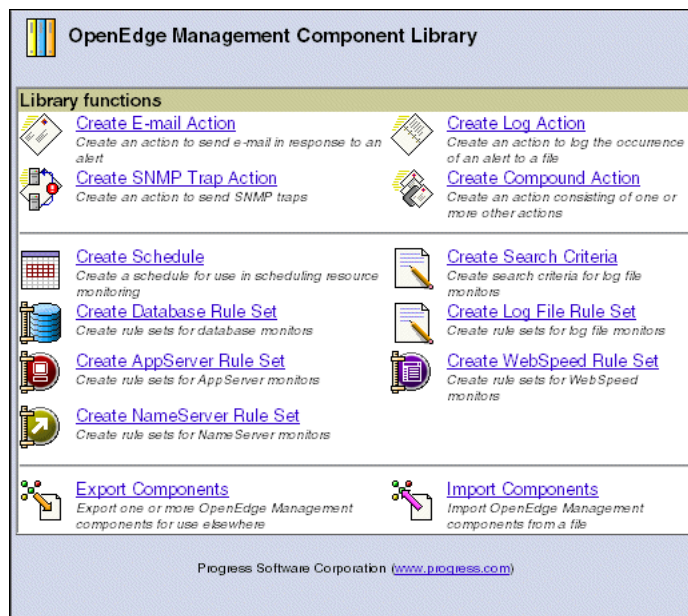 OpenEdge Management Component Library
Library functions
Create E-mail Action
Create an action to send e-mail in response to an
alert
Create Log Action
Create an action to log the occurrence
of an alert to a file
Create SNMP Trap Action
Create an action to send SNMP traps
Create Compound Action
Create an action consisting of one or
more other actions
Create Schedule
Create a schedule for use in scheduling resource
monitoring
Create Search Criteria
Create search criteria for log file
monitors
Create Database Rule Set
Create rule sets for database monitors
Create Log File Rule Set
Create rule sets for log file monitors
Create AppServer Rule Set
Create rule sets for AppServer monitors
Create WebSpeed Rule Set
Create rule sets for WebSpeed
monitors
Create NameServer Rule Set
Create rule sets for NameServer monitors
Export Components
Export one or more OpenEdge Management
components for use elsewhere
Import Components
Import OpenEdge Management
components from a file
Progress Software Corporation (www.progress.com)